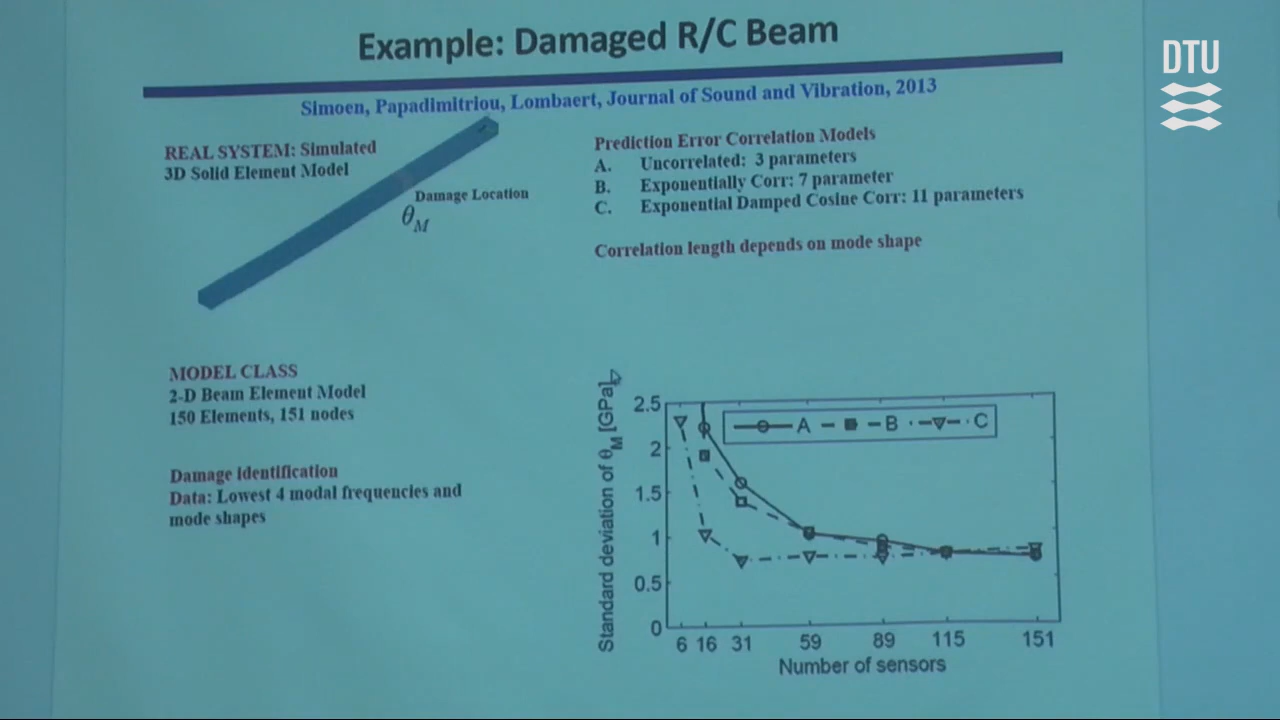 Example: Damaged R/C Beam
DTU
Simoen, Papadimitriou, Lombaert, Journal of Sound and Vibration, 2013
REAL SYSTEM: Simulated
3D Solid Element Model
Damage Location
θM
Prediction Error Correlation Models
A. Uncorrelated: 3 parameters
B. Exponentially Corr: 7 parameter
C. Exponential Damped Cosine Corr: 11 parameters
Correlation length depends on mode shape
MODEL CLASS
2-D Beam Element Model
150 Elements, 151 nodes
Damage identification
Data: Lowest 4 modal frequencies and
mode shapes
Standard deviation of θM [GPa]
2.5
2
1.5
1
0.5
0
A B C
6 16 31 59 89 115 151
Number of sensors